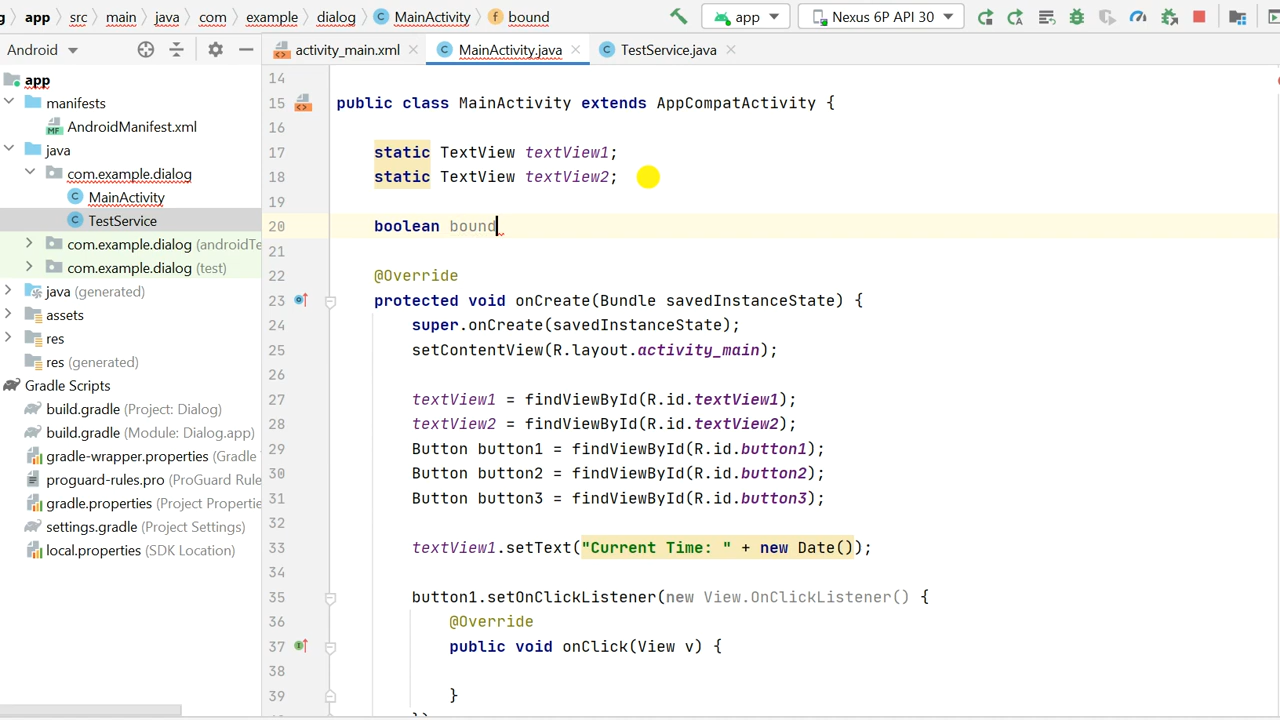 app src main java com example dialog MainActivity bound app Nexus 6P API 30
Android activity_main.xml MainActivity.java TestService.java
app
manifests
AndroidManifest.xml
java
com.example.dialog
MainActivity
TestService
com.example.dialog (androidTe
com.example.dialog (test)
java (generated)
assets
res
res (generated)
Gradle Scripts
build.gradle (Project: Dialog)
build.gradle (Module: Dialog.app)
gradle-wrapper.properties (Gradle
proguard-rules.pro (ProGuard Rule
gradle.properties (Project Propertie
settings.gradle (Project Settings)
local.properties (SDK Location)
14
15 public class MainActivity extends AppCompatActivity {
16
17 static TextView textView1;
18 static TextView textView2;
19
20 boolean bound
21
22 @Override
23 protected void onCreate(Bundle savedInstanceState) {
24 super.onCreate(savedInstanceState);
25 setContentView(R.layout.activity_main);
26
27 textView1 = findViewById(R.id.textView1);
28 textView2 = findViewById(R.id.textView2);
29 Button button1 = findViewById(R.id.button1);
30 Button button2 = findViewById(R.id.button2);
31 Button button3 = findViewById(R.id.button3);
32
33 textView1.setText("Current Time: " + new Date());
34
35 button1.setOnClickListener(new View.OnClickListener() {
36 @Override
37 public void onClick(View v) {
38
39 }